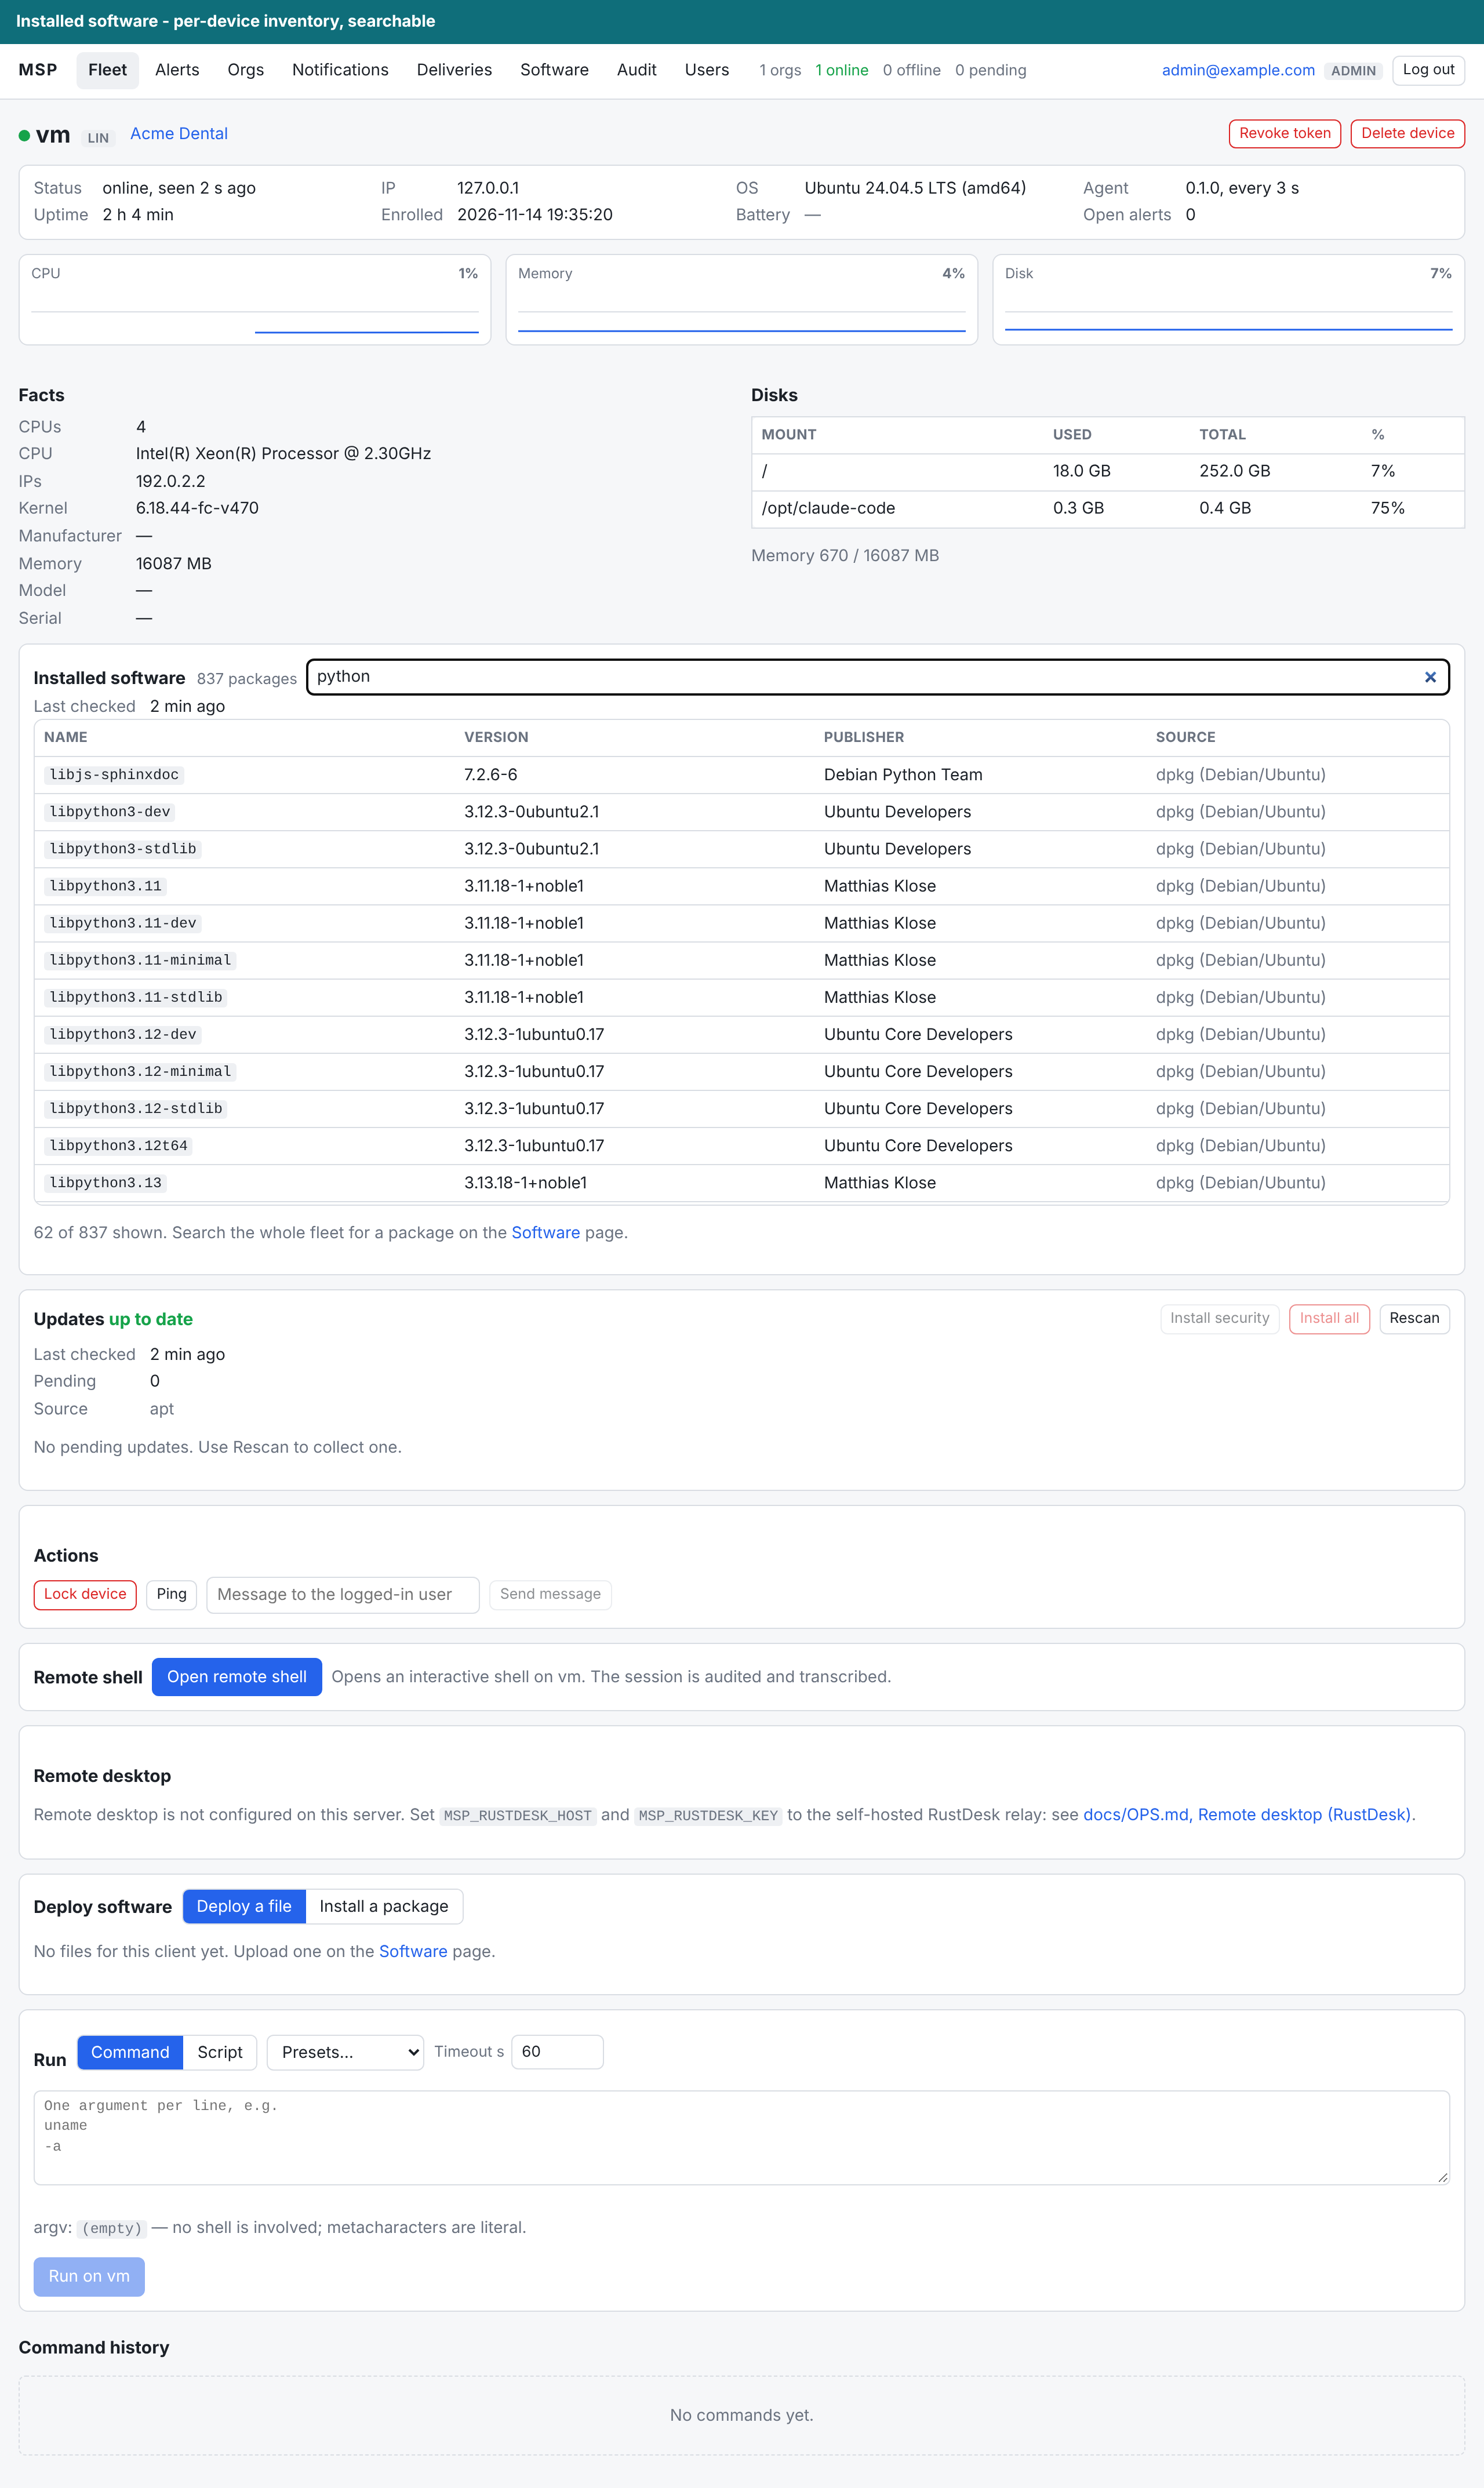 Installed software - per-device inventory, searchable
MSP Fleet Alerts Orgs Notifications Deliveries Software Audit Users 1 orgs 1 online 0 offline 0 pending admin@example.com ADMIN Log out
vm LIN Acme Dental Revoke token Delete device
Status online, seen 2 s ago IP 127.0.0.1 OS Ubuntu 24.04.5 LTS (amd64) Agent 0.1.0, every 3 s
Uptime 2 h 4 min Enrolled 2026-11-14 19:35:20 Battery — Open alerts 0
CPU 1% Memory 4% Disk 7%
Facts
CPUs 4
CPU Intel(R) Xeon(R) Processor @ 2.30GHz
IPs 192.0.2.2
Kernel 6.18.44-fc-v470
Manufacturer —
Memory 16087 MB
Model —
Serial —
Disks
MOUNT USED TOTAL %
/ 18.0 GB 252.0 GB 7%
/opt/claude-code 0.3 GB 0.4 GB 75%
Memory 670 / 16087 MB
Installed software 837 packages python ×
Last checked 2 min ago
NAME VERSION PUBLISHER SOURCE
libjs-sphinxdoc 7.2.6-6 Debian Python Team dpkg (Debian/Ubuntu)
libpython3-dev 3.12.3-0ubuntu2.1 Ubuntu Developers dpkg (Debian/Ubuntu)
libpython3-stdlib 3.12.3-0ubuntu2.1 Ubuntu Developers dpkg (Debian/Ubuntu)
libpython3.11 3.11.18-1+noble1 Matthias Klose dpkg (Debian/Ubuntu)
libpython3.11-dev 3.11.18-1+noble1 Matthias Klose dpkg (Debian/Ubuntu)
libpython3.11-minimal 3.11.18-1+noble1 Matthias Klose dpkg (Debian/Ubuntu)
libpython3.11-stdlib 3.11.18-1+noble1 Matthias Klose dpkg (Debian/Ubuntu)
libpython3.12-dev 3.12.3-1ubuntu0.17 Ubuntu Core Developers dpkg (Debian/Ubuntu)
libpython3.12-minimal 3.12.3-1ubuntu0.17 Ubuntu Core Developers dpkg (Debian/Ubuntu)
libpython3.12-stdlib 3.12.3-1ubuntu0.17 Ubuntu Core Developers dpkg (Debian/Ubuntu)
libpython3.12t64 3.12.3-1ubuntu0.17 Ubuntu Core Developers dpkg (Debian/Ubuntu)
libpython3.13 3.13.18-1+noble1 Matthias Klose dpkg (Debian/Ubuntu)
62 of 837 shown. Search the whole fleet for a package on the Software page.
Updates up to date Install security Install all Rescan
Last checked 2 min ago
Pending 0
Source apt
No pending updates. Use Rescan to collect one.
Actions
Lock device Ping Message to the logged-in user Send message
Remote shell Open remote shell Opens an interactive shell on vm. The session is audited and transcribed.
Remote desktop
Remote desktop is not configured on this server. Set MSP_RUSTDESK_HOST and MSP_RUSTDESK_KEY to the self-hosted RustDesk relay: see docs/OPS.md, Remote desktop (RustDesk).
Deploy software Deploy a file Install a package
No files for this client yet. Upload one on the Software page.
Run Command Script Presets... Timeout s 60
One argument per line, e.g.
uname
-a
argv: (empty) — no shell is involved; metacharacters are literal.
Run on vm
Command history
No commands yet.